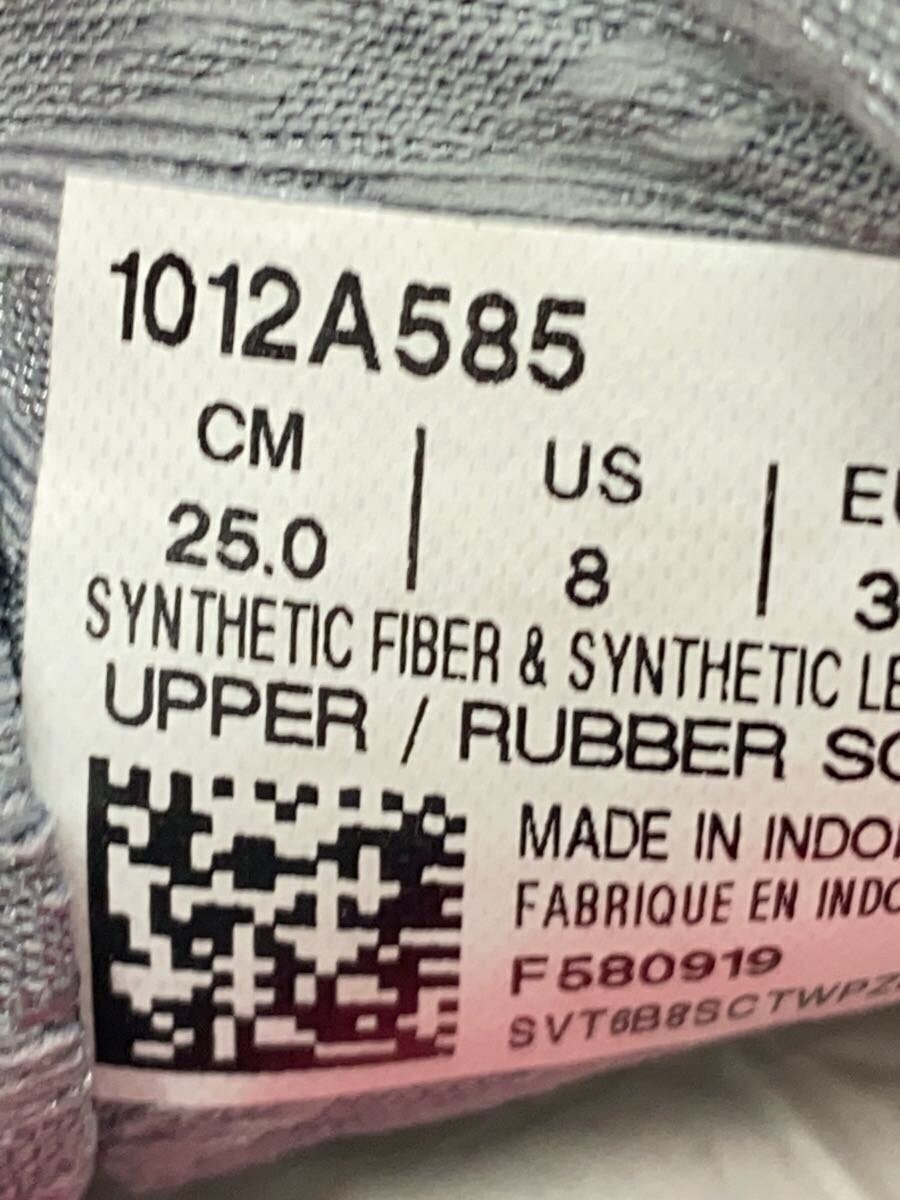 1012A585
CM | US |
25.0 | 8 |
SYNTHETIC FIBER & SYNTHETIC
UPPER / RUBBER
MADE IN
FABRIQUE EN
F580919